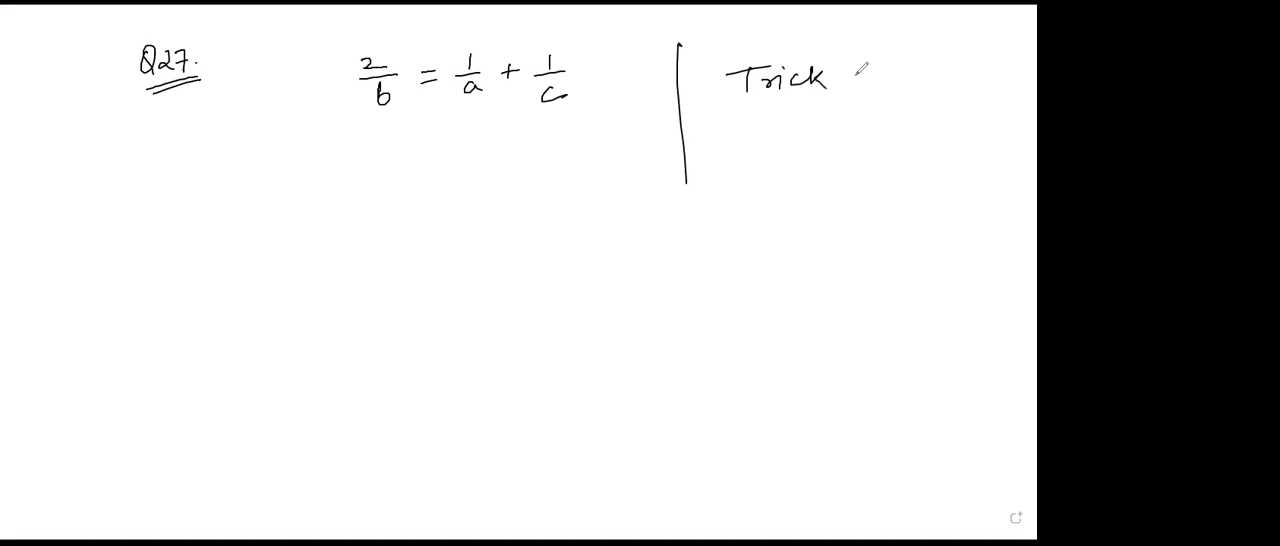 Q27. 2/b = 1/a + 1/c
Trick